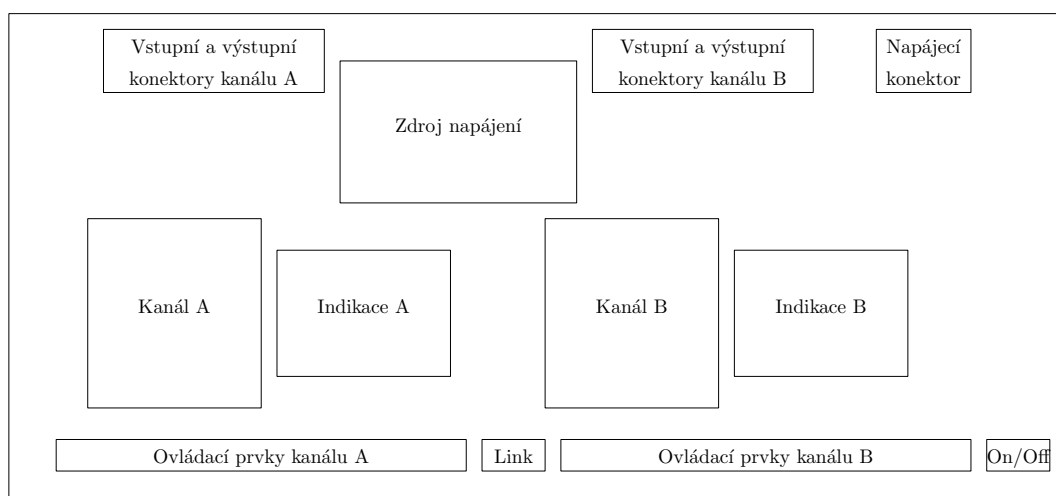 Vstupní a výstupní
konektory kanálu A
Vstupní a výstupní
konektory kanálu B
Napájecí
konektor
Zdroj napájení
Kanál A
Indikace A
Kanál B
Indikace B
Ovládací prvky kanálu A
Link
Ovládací prvky kanálu B
On/Off